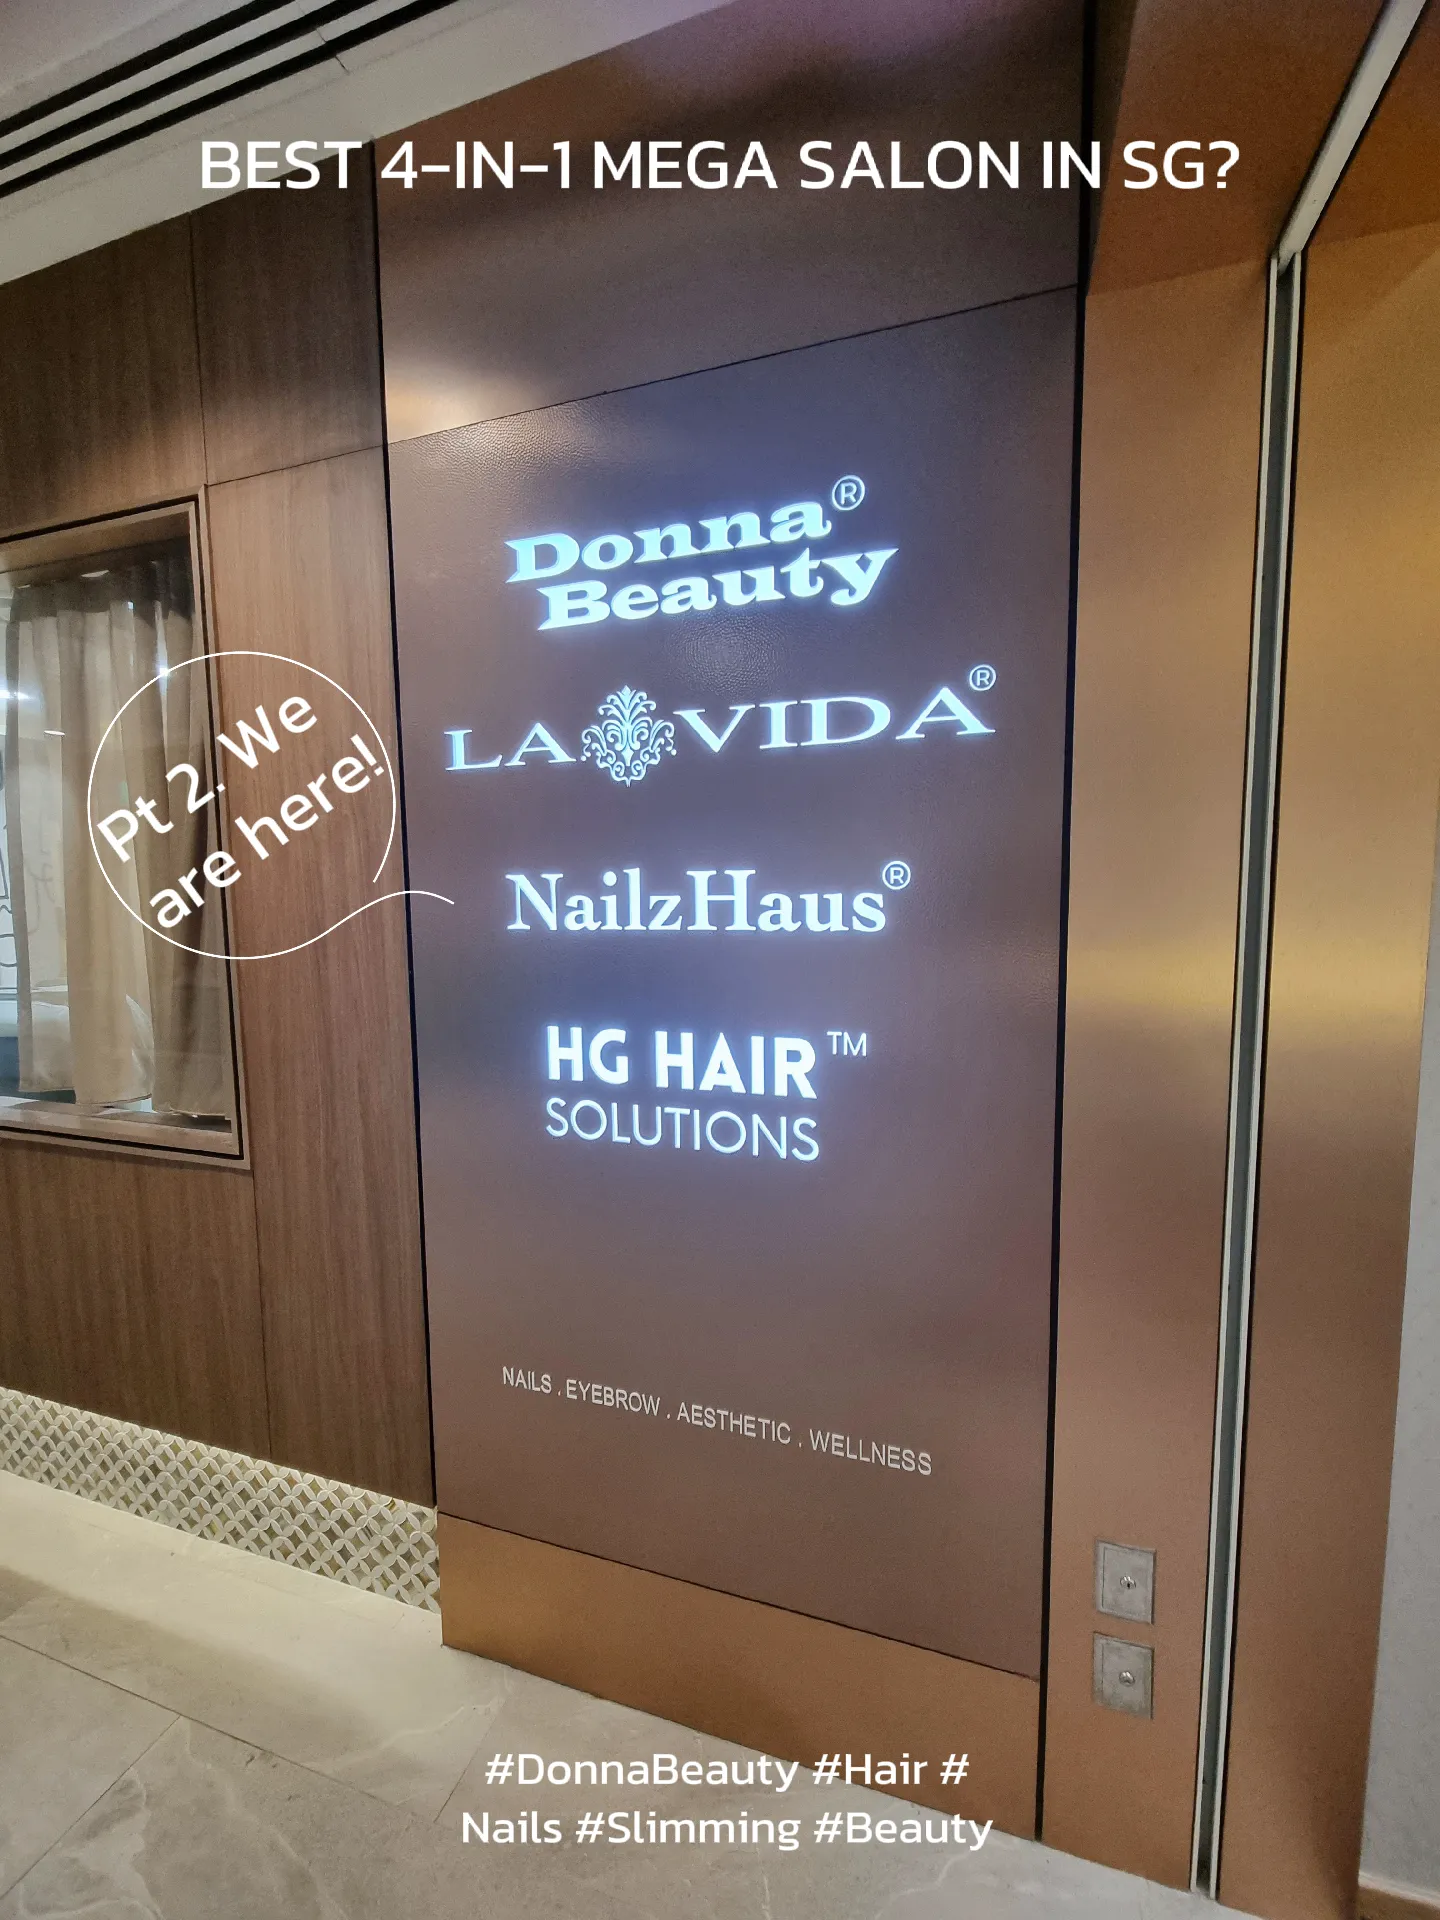 BEST 4-IN-1 MEGA SALON IN SG?
Donna®
Beauty
LA VIDA®
Pt 2. We
are here!
NailzHaus®
HG HAIR™
SOLUTIONS
NAILS . EYEBROW . AESTHETIC . WELLNESS
#DonnaBeauty #Hair #
Nails #Slimming #Beauty